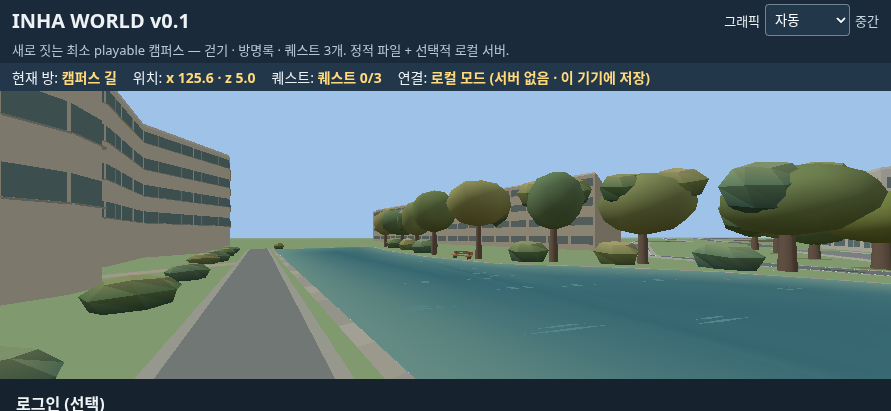 INHA WORLD v0.1
그래픽 자동 중간
새로 짓는 최소 playable 캠퍼스 — 걷기 · 방명록 · 퀘스트 3개. 정적 파일 + 선택적 로컬 서버.
현재 방: 캠퍼스 길 위치: x 125.6 · z 5.0 퀘스트: 퀘스트 0/3 연결: 로컬 모드 (서버 없음 · 이 기기에 저장)
로그인 (선택)